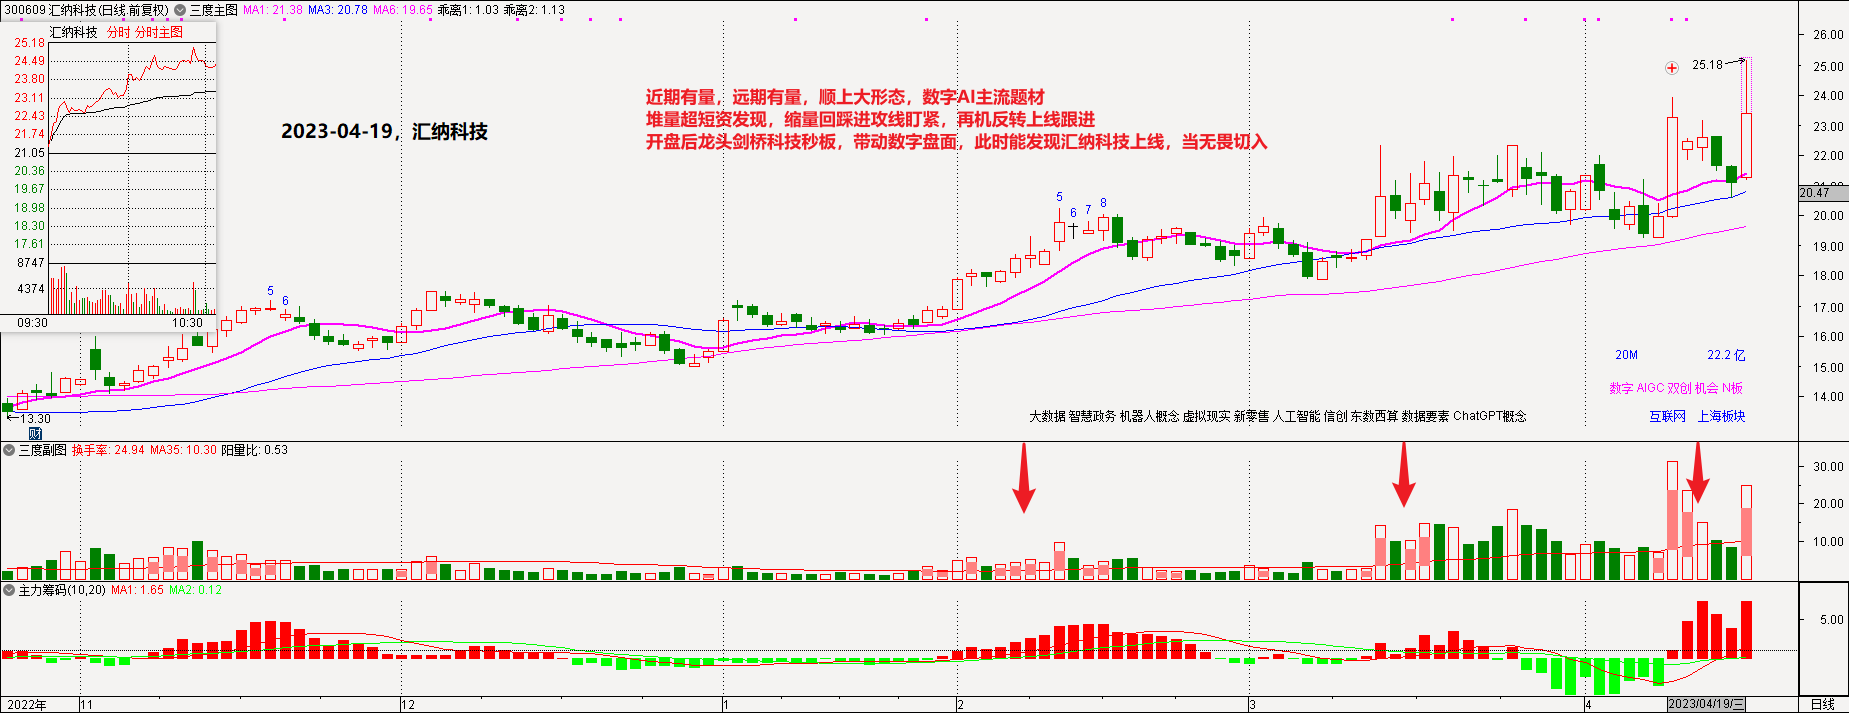 300609 汇纳科技(日线.前复权) 三度主图 MA1: 21.38 MA3: 20.78 MA6: 19.65 乖离1: 1.03 乖离2: 1.13
汇纳科技 分时 分时主图
25.18
24.49
23.80
23.11
22.43
21.74
21.05
20.36
19.67
18.98
18.30
17.61
8747
4374
09:30 10:30
2023-04-19，汇纳科技
近期有量，远期有量，顺上大形态，数字AI主流题材
堆量超短资发现，缩量回踩进攻线盯紧，再机反转上线跟进
开盘后龙头剑桥科技秒板，带动数字盘面，此时能发现汇纳科技上线，当无畏切入
25.18
26.00
25.00
24.00
23.00
22.00
20.47
20.00
19.00
18.00
17.00
16.00
15.00
14.00
5 6
5 6 7 8
←13.30
财
20M 22.2 亿
数字 AIGC 双创 机会 N板
大数据 智慧政务 机器人概念 虚拟现实 新零售 人工智能 信创 东数西算 数据要素 ChatGPT概念
互联网 上海板块
三度副图 换手率: 24.94 MA35: 10.30 阳量比: 0.53
30.00
20.00
10.00
主力筹码(10,20) MA1: 1.65 MA2: 0.12
5.00
2022年 11 12 1 2 3 4 2023/04/19/三 日线